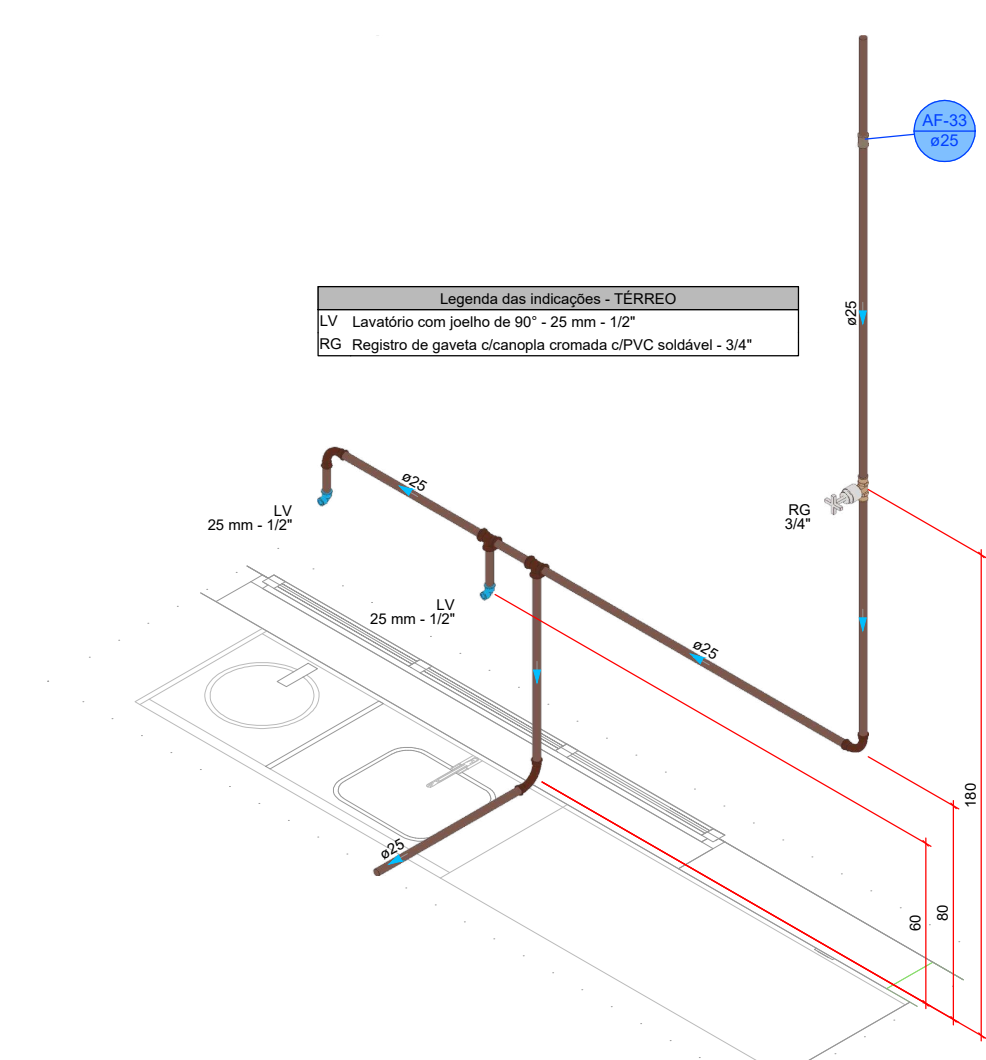 AF-33
ø25
Legenda das indicações - TÉRREO
LV Lavatório com joelho de 90° - 25 mm - 1/2"
RG Registro de gaveta c/canopla cromada c/PVC soldável - 3/4"
ø25
ø25
LV
25 mm - 1/2"
RG
3/4"
LV
25 mm - 1/2"
ø25
180
ø25
60
80